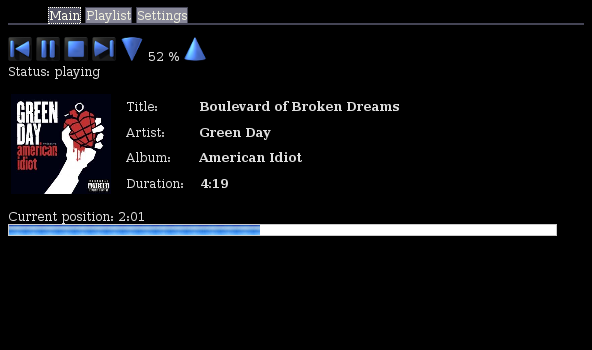 Main Playlist Settings
52 %
Status: playing
GREEN
DAY
american
idiot
Title: Boulevard of Broken Dreams
Artist: Green Day
Album: American Idiot
Duration: 4:19
Current position: 2:01